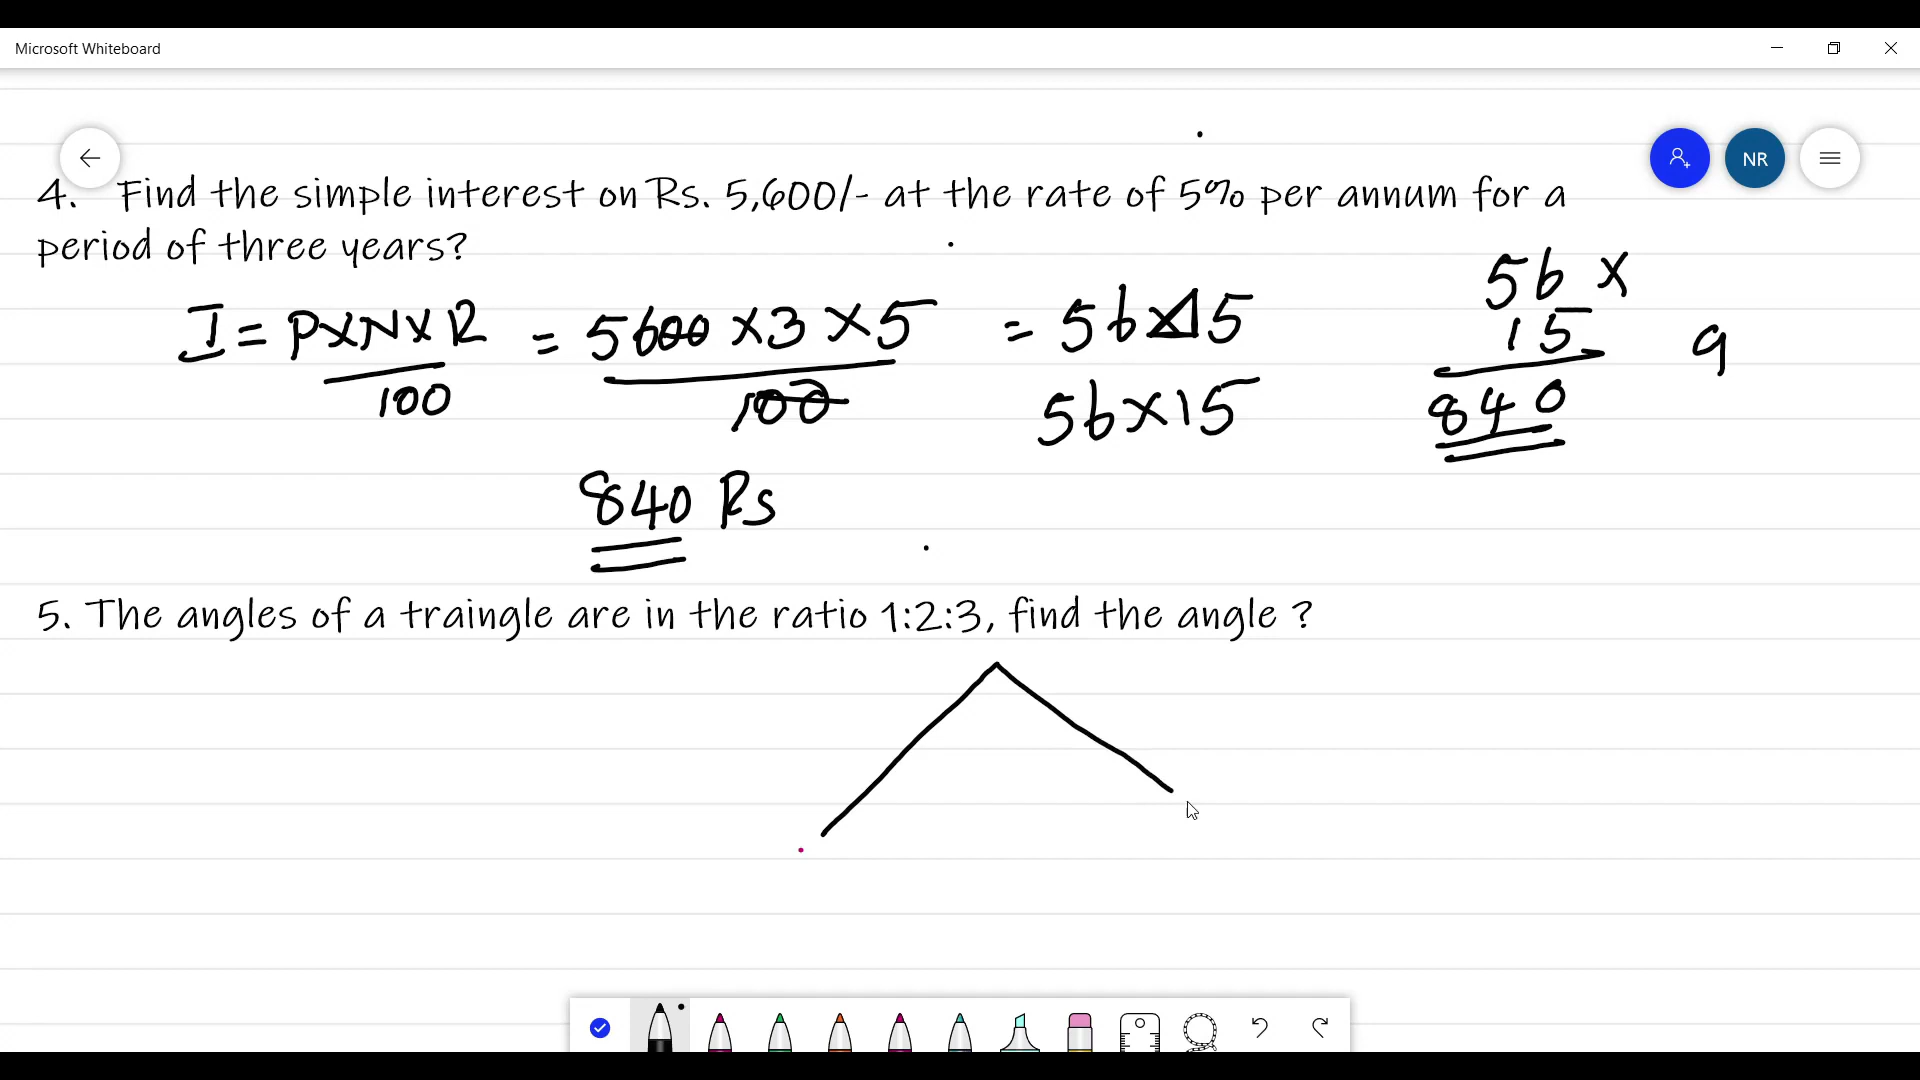 Microsoft Whiteboard
NR
4. Find the simple interest on Rs. 5,600/- at the rate of 5% per annum for a
period of three years?
I = P X N X R / 100 = 5600 X 3 X 5 / 100 = 56 X 15
56 X 15
56 X
15
840
9
840 Rs
5. The angles of a traingle are in the ratio 1:2:3, find the angle ?